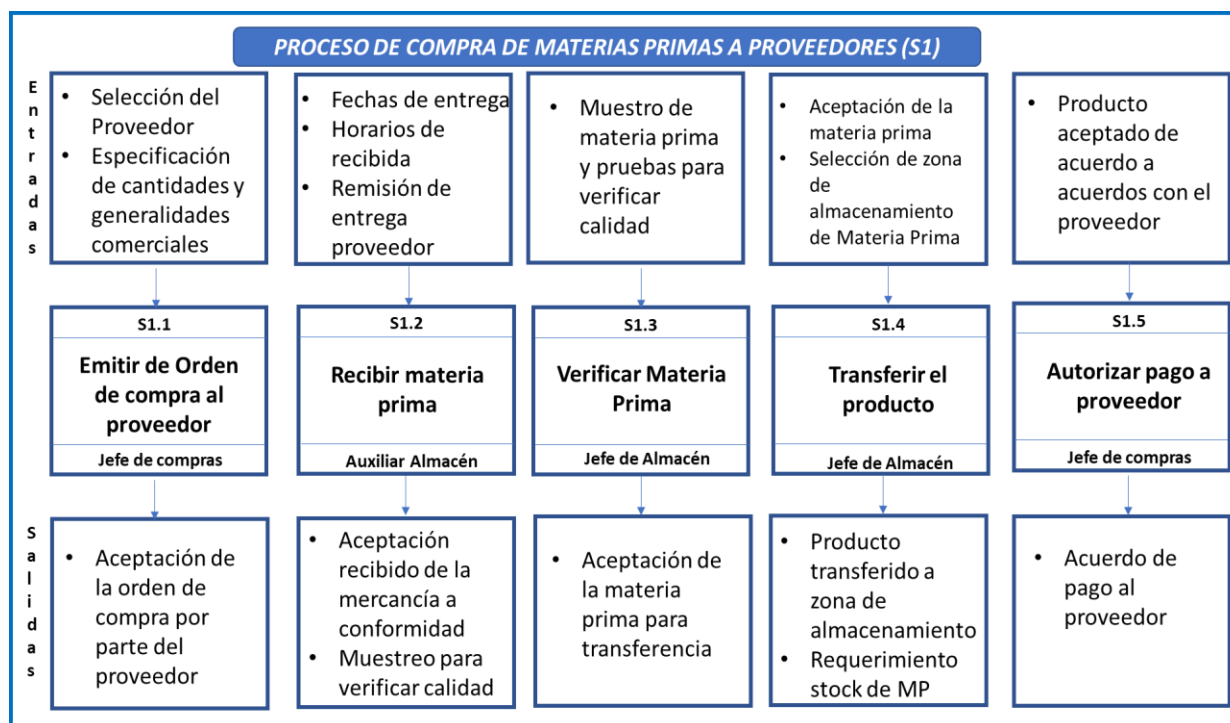 PROCESO DE COMPRA DE MATERIAS PRIMAS A PROVEEDORES (S1)
Entradas
• Selección del
Proveedor
• Especificación
de cantidades y
generalidades
comerciales
• Fechas de entrega
• Horarios de
recibida
• Remisión de
entrega
proveedor
• Muestro de
materia prima
y pruebas para
verificar
calidad
• Aceptación de la
materia prima
• Selección de zona
de
almacenamiento
de Materia Prima
• Producto
aceptado de
acuerdo a
acuerdos con el
proveedor
S1.1
Emitir de Orden
de compra al
proveedor
Jefe de compras
S1.2
Recibir materia
prima
Auxiliar Almacén
S1.3
Verificar Materia
Prima
Jefe de Almacén
S1.4
Transferir el
producto
Jefe de Almacén
S1.5
Autorizar pago a
proveedor
Jefe de compras
Salidas
• Aceptación de
la orden de
compra por
parte del
proveedor
• Aceptación
recibido de la
mercancía a
conformidad
• Muestreo para
verificar calidad
• Aceptación de
la materia
prima para
transferencia
• Producto
transferido a
zona de
almacenamiento
• Requerimiento
stock de MP
• Acuerdo de
pago al
proveedor